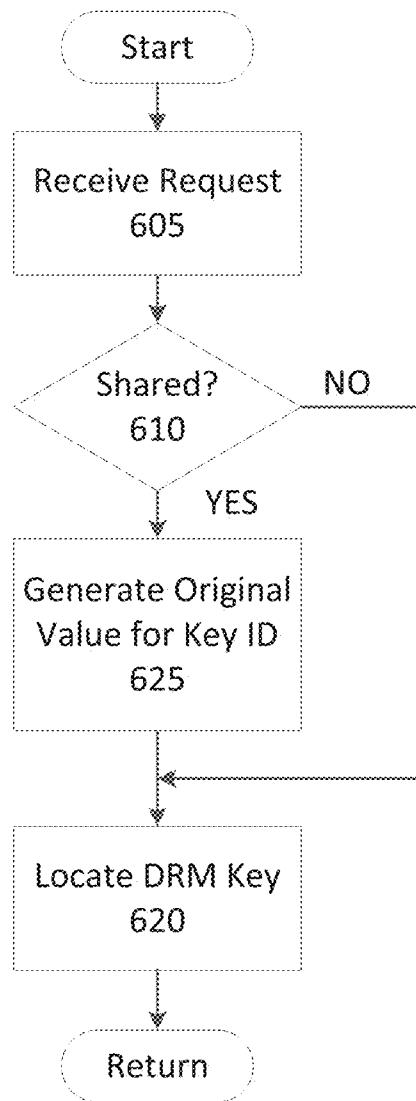 Start
Receive Request
605
Shared?
610
NO
YES
Generate Original
Value for Key ID
625
Locate DRM Key
620
Return